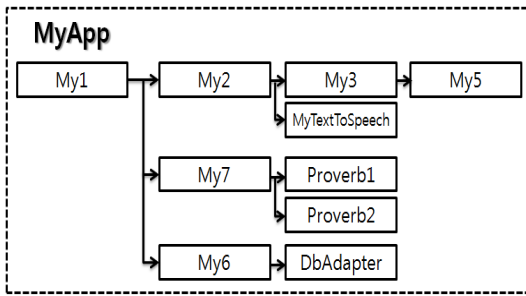 MyApp
My1
My2
My3
My5
MyTextToSpeech
My7
Proverb1
Proverb2
My6
DbAdapter